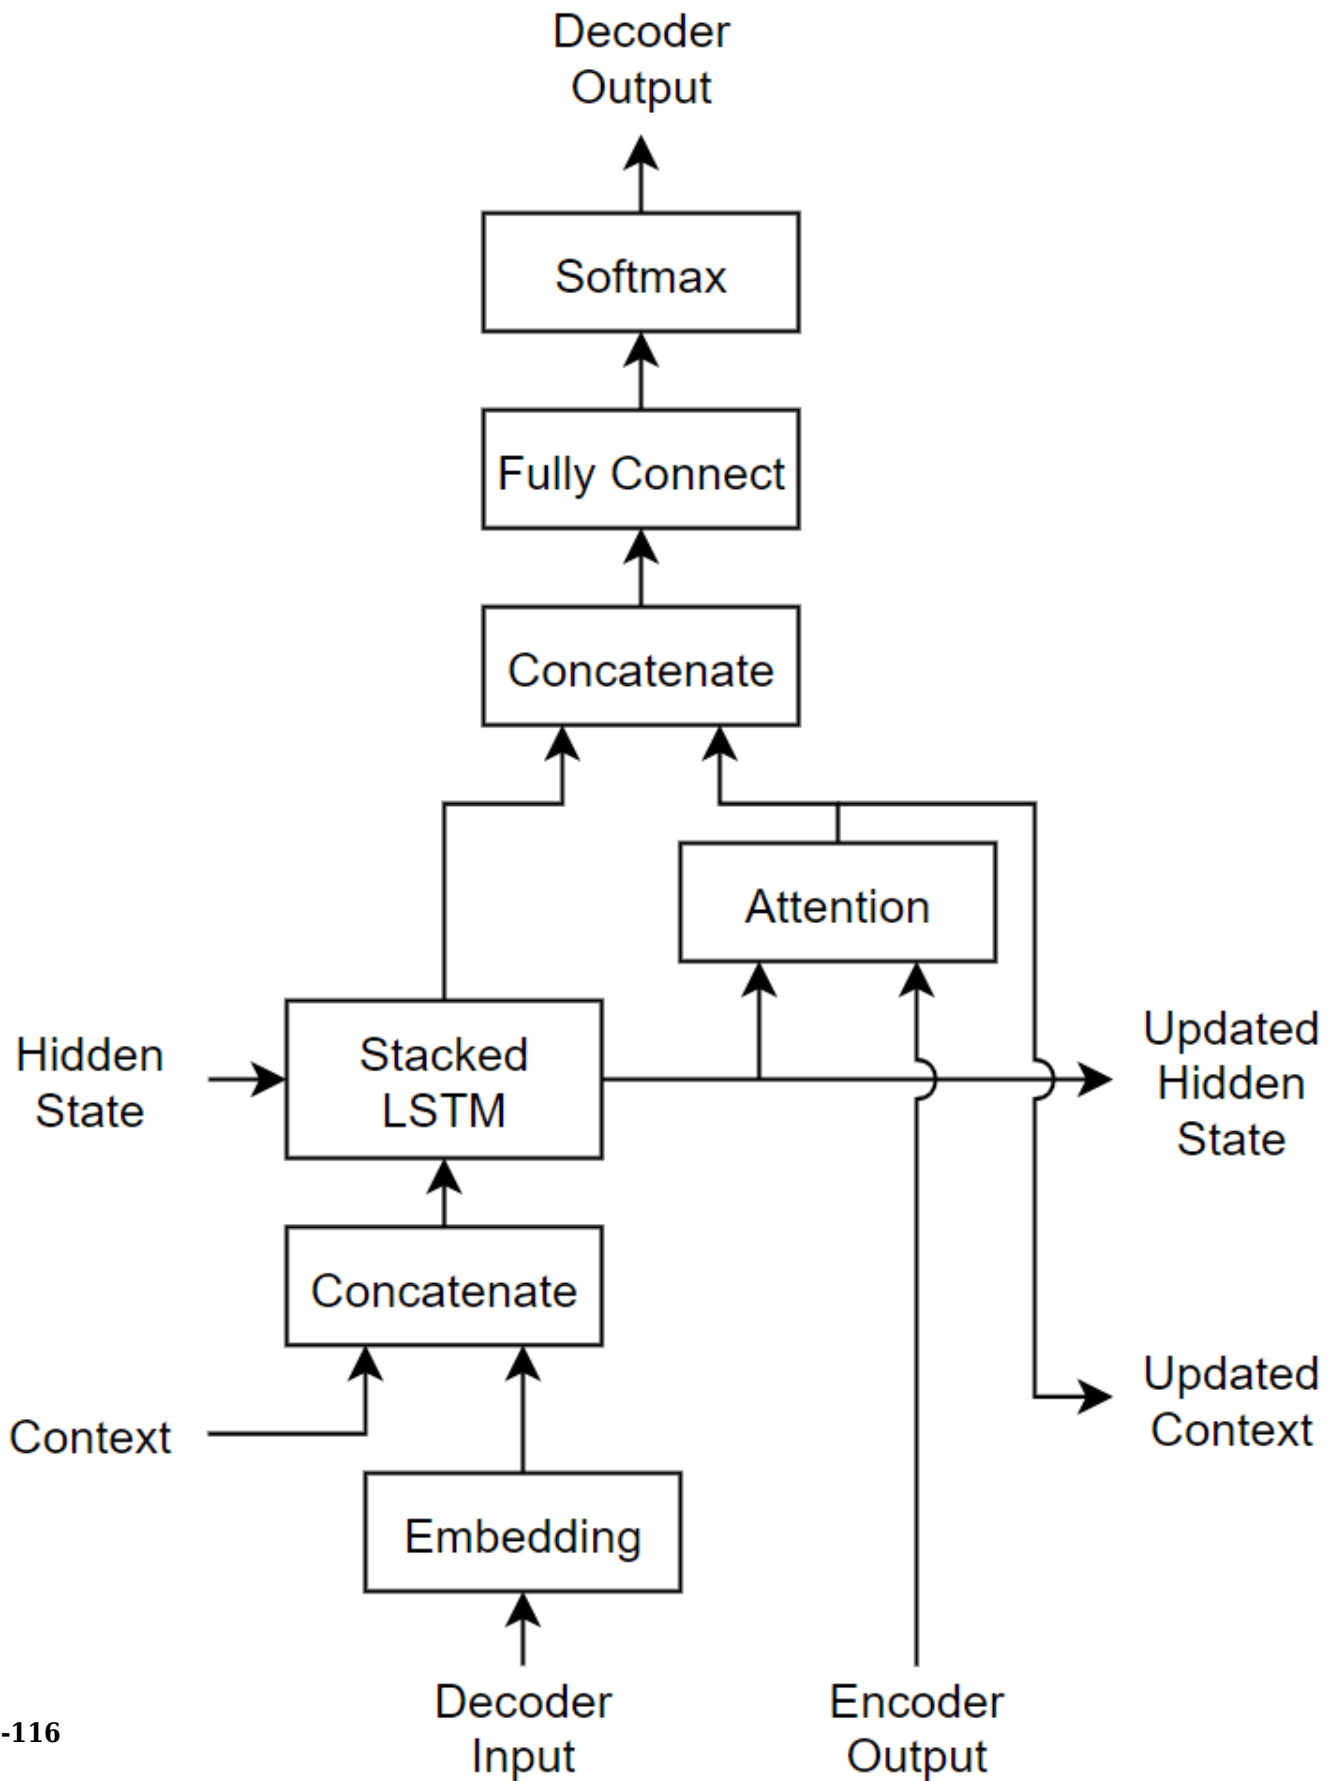 Decoder
Output
Softmax
Fully Connect
Concatenate
Attention
Hidden
State
Stacked
LSTM
Updated
Hidden
State
Concatenate
Context
Updated
Context
Embedding
Decoder
Input
Encoder
Output
-116